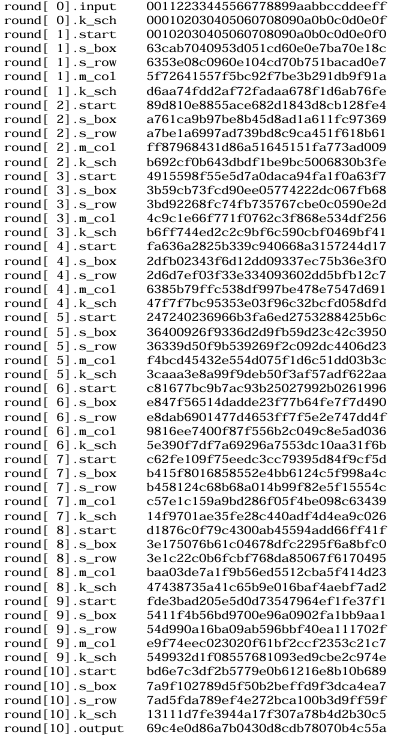 round[ 0].input 00112233445566778899aabbccddeeff
round[ 0].k_sch 000102030405060708090a0b0c0d0e0f
round[ 1].start 00102030405060708090a0b0c0d0e0f0
round[ 1].s_box 63cab7040953d051cd60e0e7ba70e18c
round[ 1].s_row 6353e08c0960e104cd70b751bacad0e7
round[ 1].m_col 5f72641557f5bc92f7be3b291db9f91a
round[ 1].k_sch d6aa74fdd2af72fadaa678f1d6ab76fe
round[ 2].start 89d810e8855ace682d1843d8cb128fe4
round[ 2].s_box a761ca9b97be8b45d8ad1a611fc97369
round[ 2].s_row a7be1a6997ad739bd8c9ca451f618b61
round[ 2].m_col ff87968431d86a51645151fa773ad009
round[ 2].k_sch b692cf0b643dbdf1be9bc5006830b3fe
round[ 3].start 4915598f55e5d7a0daca94fa1f0a63f7
round[ 3].s_box 3b59cb73fcd90ee05774222dc067fb68
round[ 3].s_row 3bd92268fc74fb735767cbe0c0590e2d
round[ 3].m_col 4c9c1e66f771f0762c3f868e534df256
round[ 3].k_sch b6ff744ed2c2c9bf6c590cbf0469bf41
round[ 4].start fa636a2825b339c940668a3157244d17
round[ 4].s_box 2dfb02343f6d12dd09337ec75b36e3f0
round[ 4].s_row 2d6d7ef03f33e334093602dd5bfb12c7
round[ 4].m_col 6385b79ffc538df997be478e7547d691
round[ 4].k_sch 47f7f7bc95353e03f96c32bcfd058dfd
round[ 5].start 247240236966b3fa6ed2753288425b6c
round[ 5].s_box 36400926f9336d2d9fb59d23c42c3950
round[ 5].s_row 36339d50f9b539269f2c092dc4406d23
round[ 5].m_col f4bcd45432e554d075f1d6c51dd03b3c
round[ 5].k_sch 3caaa3e8a99f9deb50f3af57adf622aa
round[ 6].start c81677bc9b7ac93b25027992b0261996
round[ 6].s_box e847f56514dadde23f77b64fe7f7d490
round[ 6].s_row e8dab6901477d4653ff7f5e2e747dd4f
round[ 6].m_col 9816ee7400f87f556b2c049c8e5ad036
round[ 6].k_sch 5e390f7df7a69296a7553dc10aa31f6b
round[ 7].start c62fe109f75eedc3cc79395d84f9cf5d
round[ 7].s_box b415f8016858552e4bb6124c5f998a4c
round[ 7].s_row b458124c68b68a014b99f82e5f15554c
round[ 7].m_col c57e1c159a9bd286f05f4be098c63439
round[ 7].k_sch 14f9701ae35fe28c440adf4d4ea9c026
round[ 8].start d1876c0f79c4300ab45594add66ff41f
round[ 8].s_box 3e175076b61c04678dfc2295f6a8bfc0
round[ 8].s_row 3e1c22c0b6fcbf768da85067f6170495
round[ 8].m_col baa03de7a1f9b56ed5512cba5f414d23
round[ 8].k_sch 47438735a41c65b9e016baf4aebf7ad2
round[ 9].start fde3bad205e5d0d73547964ef1fe37f1
round[ 9].s_box 5411f4b56bd9700e96a0902fa1bb9aa1
round[ 9].s_row 54d990a16ba09ab596bbf40ea111702f
round[ 9].m_col e9f74eec023020f61bf2ccf2353c21c7
round[ 9].k_sch 549932d1f08557681093ed9cbe2c974e
round[10].start bd6e7c3df2b5779e0b61216e8b10b689
round[10].s_box 7a9f102789d5f50b2beffd9f3dca4ea7
round[10].s_row 7ad5fda789ef4e272bca100b3d9ff59f
round[10].k_sch 13111d7fe3944a17f307a78b4d2b30c5
round[10].output 69c4e0d86a7b0430d8cdb78070b4c55a